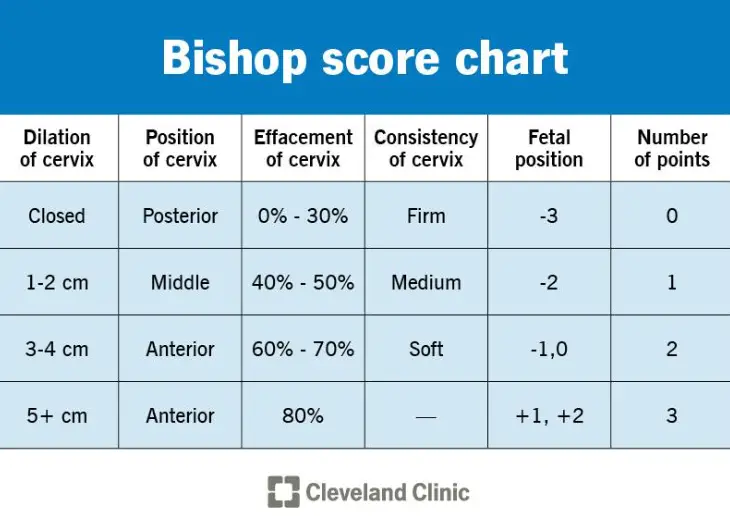 Bishop score chart
Dilation of cervix | Position of cervix | Effacement of cervix | Consistency of cervix | Fetal position | Number of points
Closed | Posterior | 0% - 30% | Firm | -3 | 0
1-2 cm | Middle | 40% - 50% | Medium | -2 | 1
3-4 cm | Anterior | 60% - 70% | Soft | -1,0 | 2
5+ cm | Anterior | 80% | — | +1, +2 | 3
Cleveland Clinic